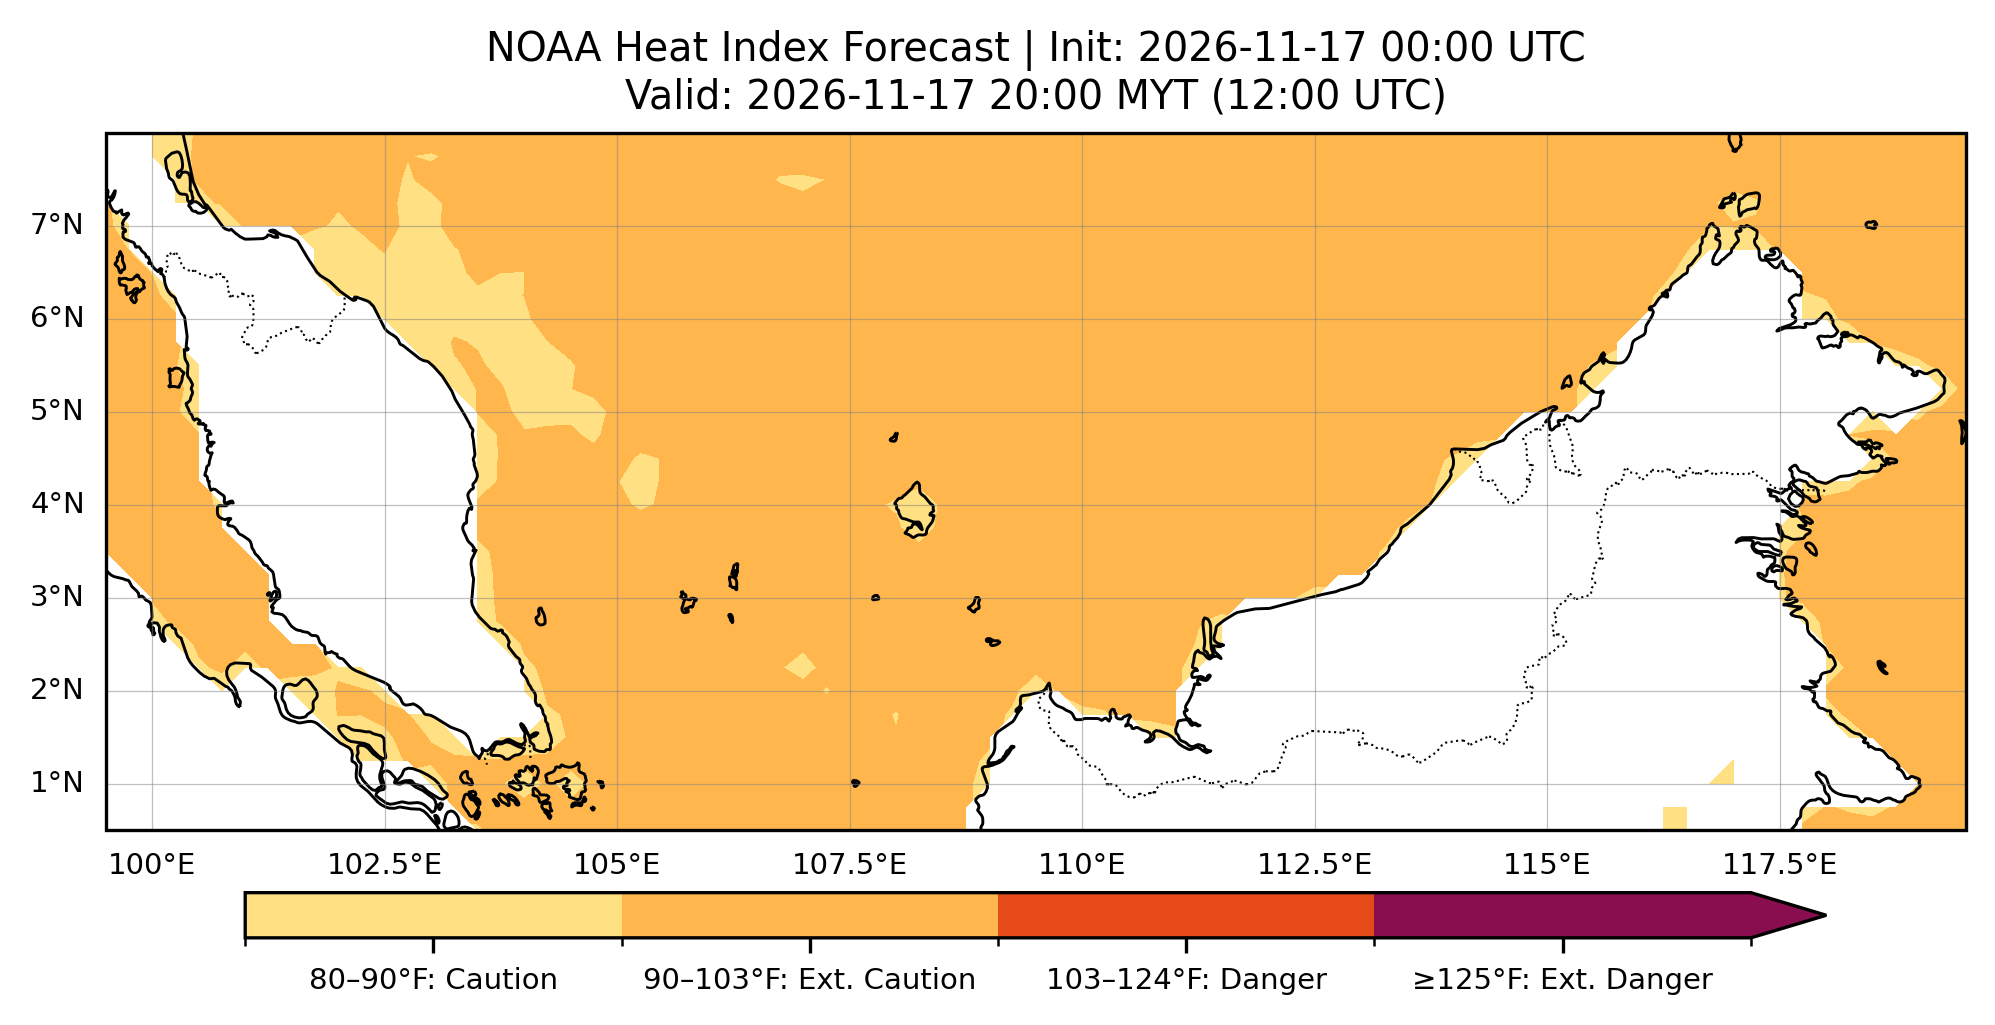 NOAA Heat Index Forecast | Init: 2026-11-17 00:00 UTC
Valid: 2026-11-17 20:00 MYT (12:00 UTC)
7°N
6°N
5°N
4°N
3°N
2°N
1°N
100°E 102.5°E 105°E 107.5°E 110°E 112.5°E 115°E 117.5°E
80–90°F: Caution 90–103°F: Ext. Caution 103–124°F: Danger ≥125°F: Ext. Danger